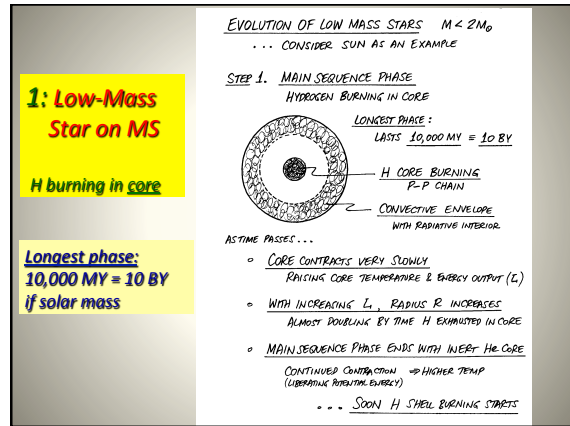 1: Low-Mass
Star on MS
H burning in core
Longest phase:
10,000 MY = 10 BY
if solar mass
EVOLUTION OF LOW MASS STARS M < 2M⊙
... CONSIDER SUN AS AN EXAMPLE
STEP 1. MAIN SEQUENCE PHASE
HYDROGEN BURNING IN CORE
LONGEST PHASE:
LASTS 10,000 MY = 10 BY
H CORE BURNING
P-P CHAIN
CONVECTIVE ENVELOPE
WITH RADIATIVE INTERIOR
AS TIME PASSES...
○ CORE CONTRACTS VERY SLOWLY
RAISING CORE TEMPERATURE & ENERGY OUTPUT (L)
○ WITH INCREASING L, RADIUS R INCREASES
ALMOST DOUBLING BY TIME H EXHAUSTED IN CORE
○ MAIN SEQUENCE PHASE ENDS WITH INERT He CORE
CONTINUED CONTRACTION ⇒ HIGHER TEMP
(LIBERATING POTENTIAL ENERGY)
... SOON H SHELL BURNING STARTS